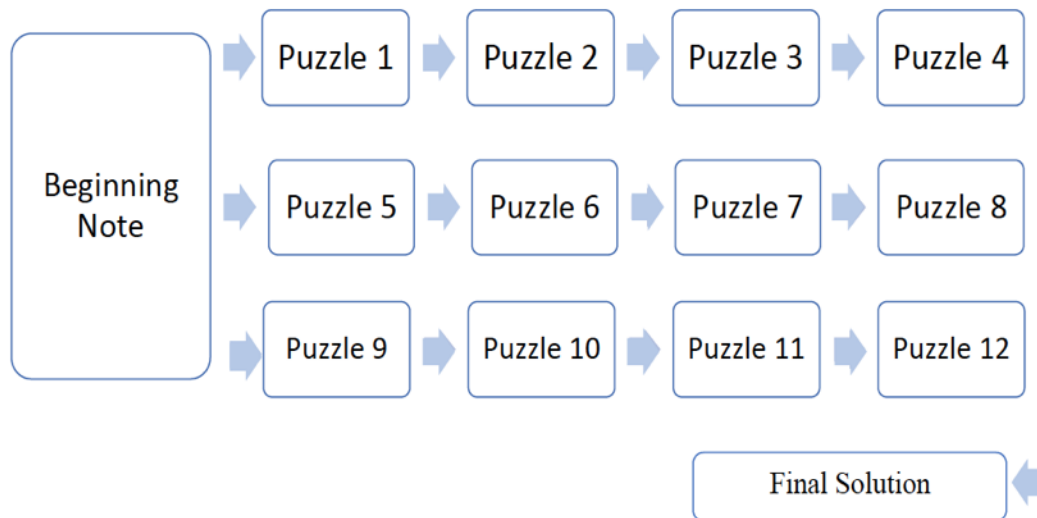 Beginning
Note
Puzzle 1
Puzzle 2
Puzzle 3
Puzzle 4
Puzzle 5
Puzzle 6
Puzzle 7
Puzzle 8
Puzzle 9
Puzzle 10
Puzzle 11
Puzzle 12
Final Solution